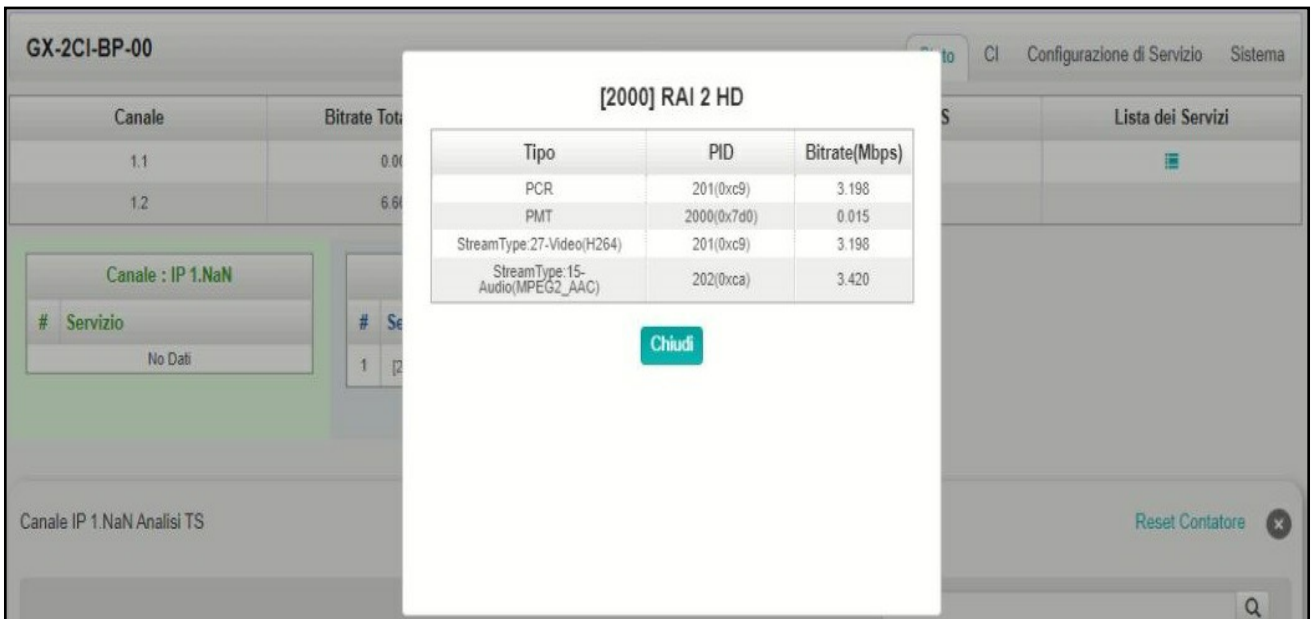 GX-2CI-BP-00
CI Configurazione di Servizio Sistema
[2000] RAI 2 HD
Canale Bitrate Lista dei Servizi
Tipo PID Bitrate(Mbps)
1.1
PCR 201(0xc9) 3.198
1.2
PMT 2000(0x7d0) 0.015
StreamType:27-Video(H264) 201(0xc9) 3.198
StreamType:15-
Audio(MPEG2_AAC) 202(0xca) 3.420
Canale : IP 1.NaN
# Servizio #
Chiudi
No Dati 1
Canale IP 1.NaN Analisi TS Reset Contatore